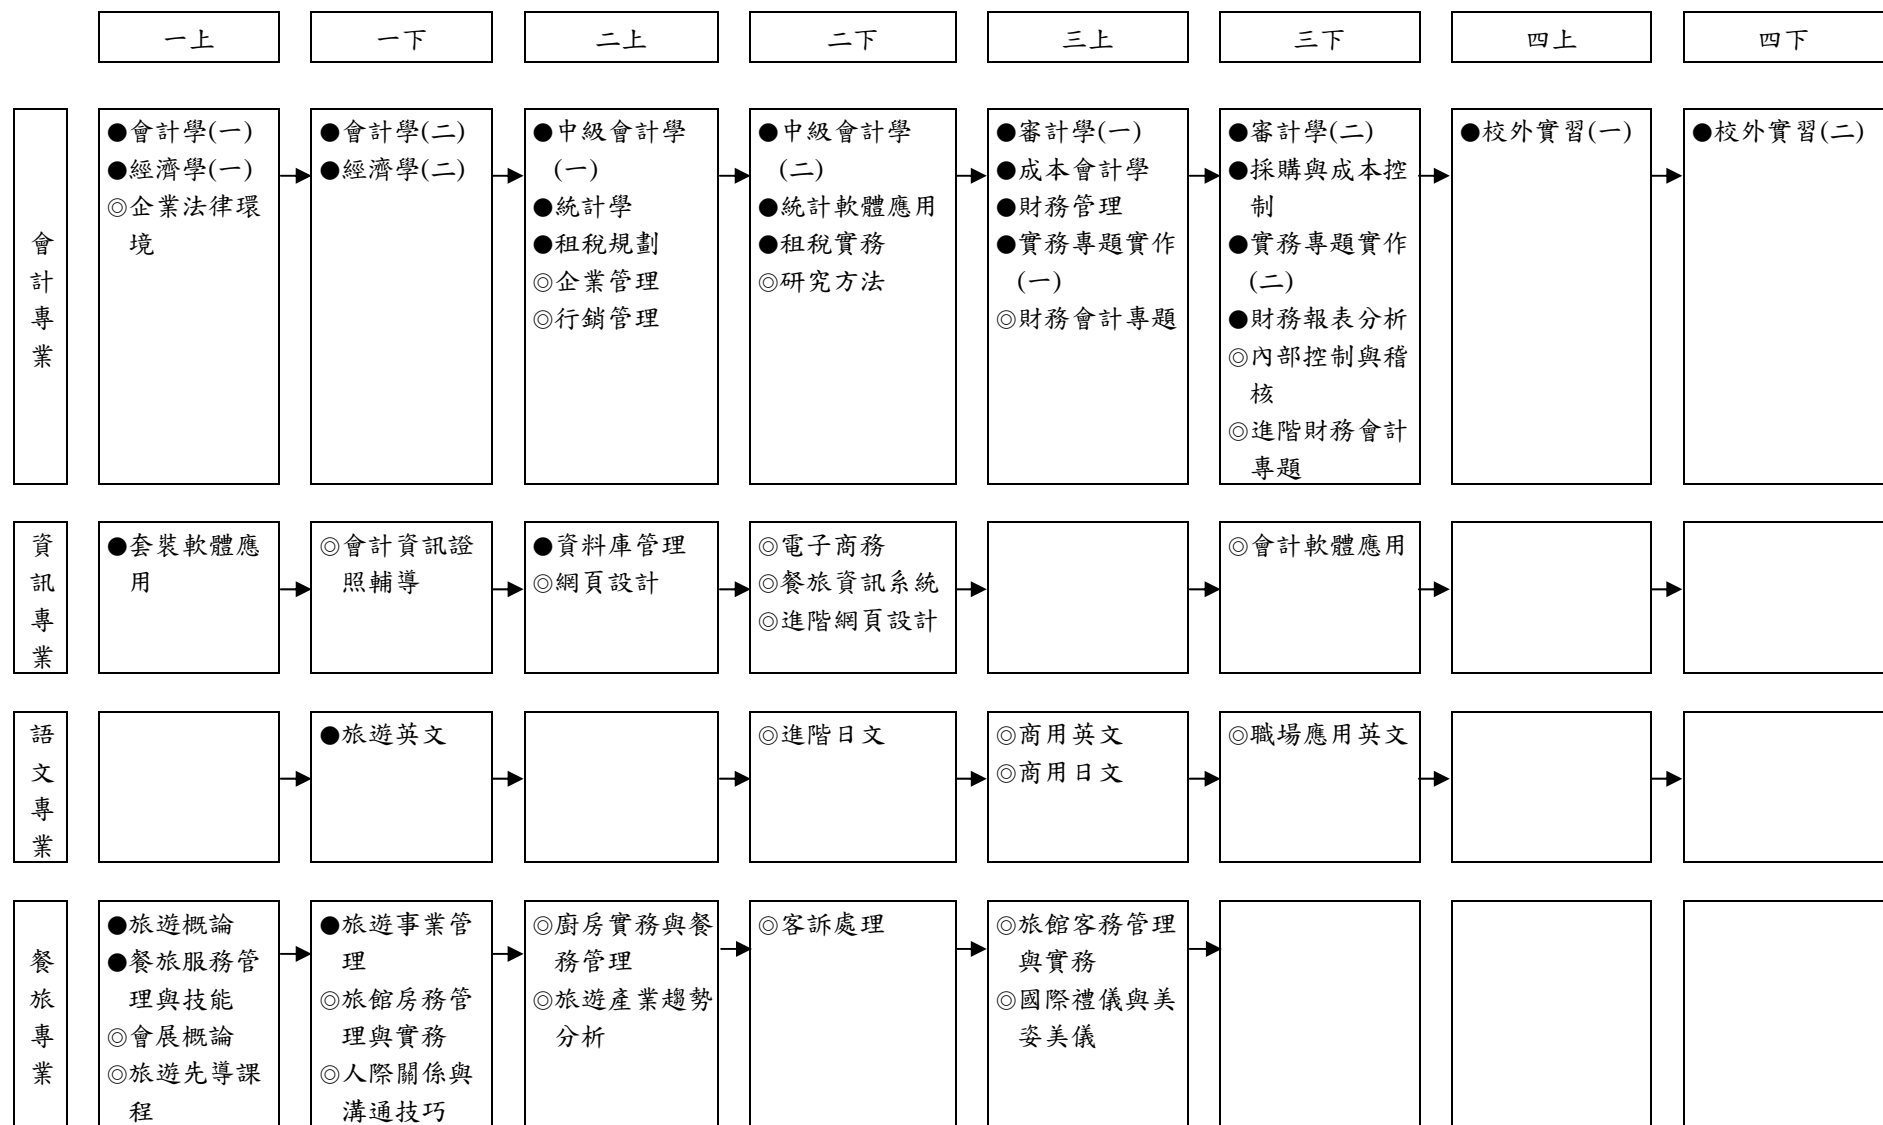 一上
一下
二上
二下
三上
三下
四上
四下
會計專業
●會計學(一)
●經濟學(一)
◎企業法律環
境
●會計學(二)
●經濟學(二)
●中級會計學
(一)
●統計學
●租稅規劃
◎企業管理
◎行銷管理
●中級會計學
(二)
●統計軟體應用
●租稅實務
◎研究方法
●審計學(一)
●成本會計學
●財務管理
●實務專題實作
(一)
◎財務會計專題
●審計學(二)
●採購與成本控
制
●實務專題實作
(二)
●財務報表分析
◎內部控制與稽
核
◎進階財務會計
專題
●校外實習(一)
●校外實習(二)
資訊專業
●套裝軟體應
用
◎會計資訊證
照輔導
●資料庫管理
◎網頁設計
◎電子商務
◎餐旅資訊系統
◎進階網頁設計
◎會計軟體應用
語文專業
●旅遊英文
◎進階日文
◎商用英文
◎商用日文
◎職場應用英文
餐旅專業
●旅遊概論
●餐旅服務管
理與技能
◎會展概論
◎旅遊先導課
程
●旅遊事業管
理
◎旅館房務管
理與實務
◎人際關係與
溝通技巧
◎廚房實務與餐
務管理
◎旅遊產業趨勢
分析
◎客訴處理
◎旅館客務管理
與實務
◎國際禮儀與美
姿美儀